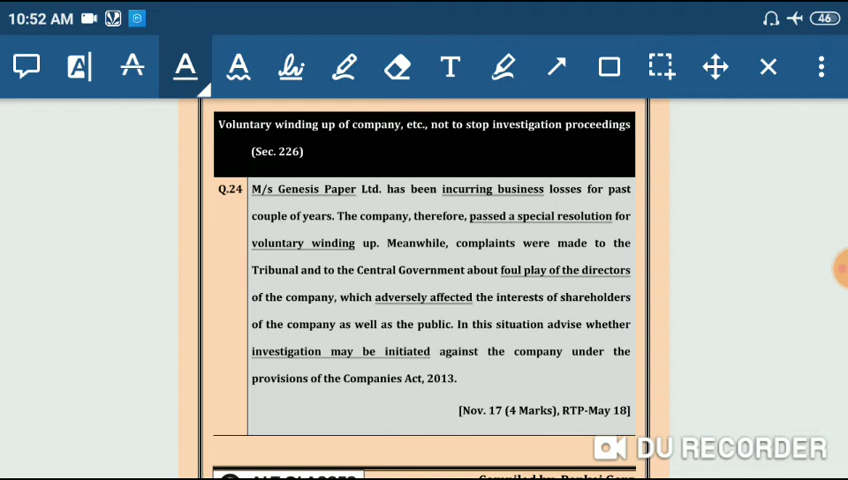 10:52 AM
46
A A A A T
Voluntary winding up of company, etc., not to stop investigation proceedings
(Sec. 226)
Q.24 M/s Genesis Paper Ltd. has been incurring business losses for past
couple of years. The company, therefore, passed a special resolution for
voluntary winding up. Meanwhile, complaints were made to the
Tribunal and to the Central Government about foul play of the directors
of the company, which adversely affected the interests of shareholders
of the company as well as the public. In this situation advise whether
investigation may be initiated against the company under the
provisions of the Companies Act, 2013.
[Nov. 17 (4 Marks), RTP-May 18]
DU RECORDER